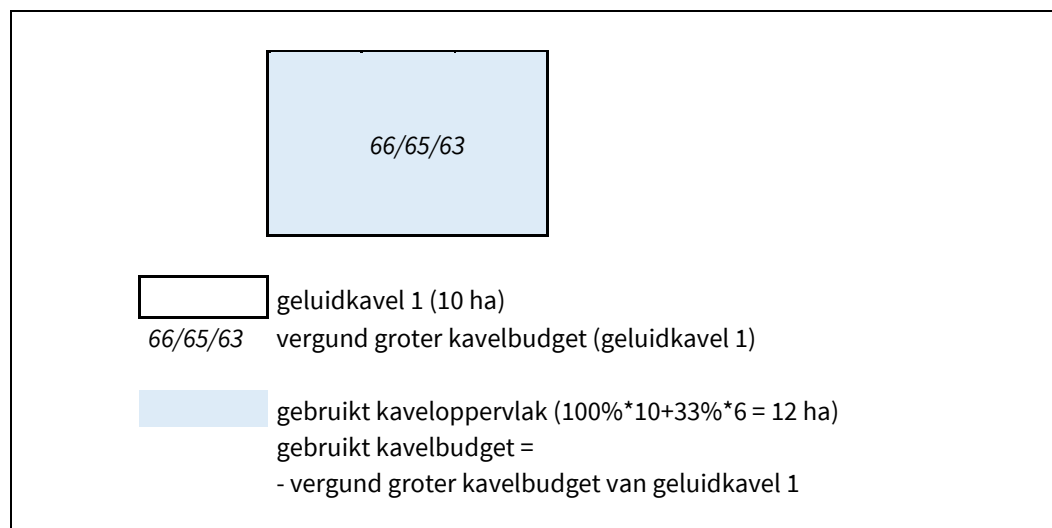 66/65/63
geluidkavel 1 (10 ha)
66/65/63 vergund groter kavelbudget (geluidkavel 1)
gebruikt kaveloppervlak (100%*10+33%*6 = 12 ha)
gebruikt kavelbudget =
- vergund groter kavelbudget van geluidkavel 1